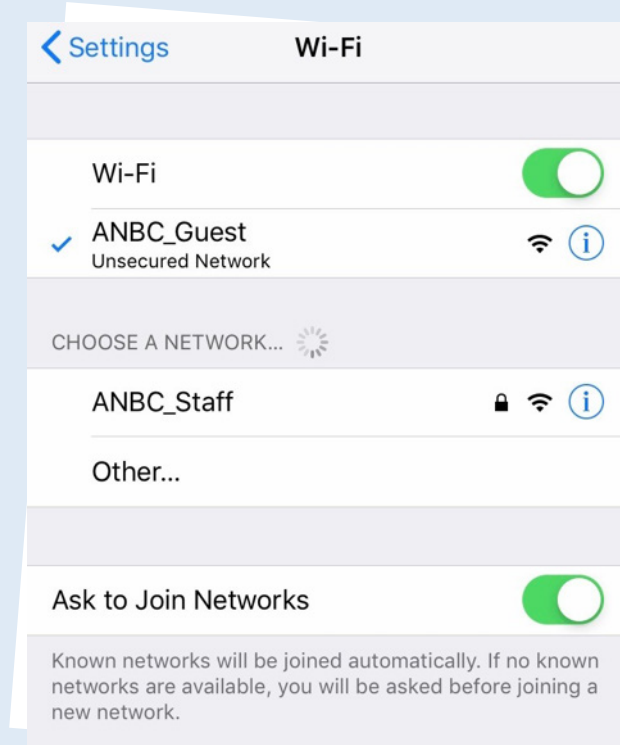 Settings
Wi-Fi
Wi-Fi
ANBC_Guest
Unsecured Network
CHOOSE A NETWORK...
ANBC_Staff
Other...
Ask to Join Networks
Known networks will be joined automatically. If no known
networks are available, you will be asked before joining a
new network.